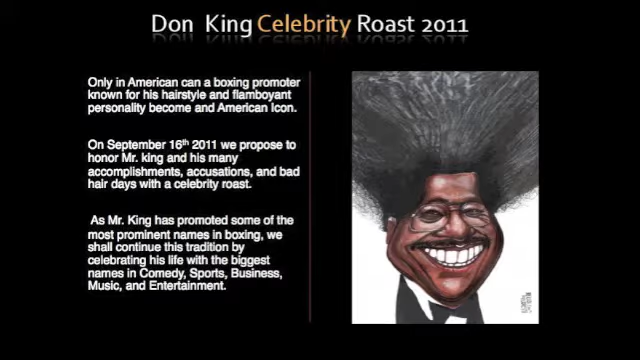 Don King Celebrity Roast 2011
Only in American can a boxing promoter
known for his hairstyle and flamboyant
personality become and American Icon.
On September 16th 2011 we propose to
honor Mr. king and his many
accomplishments, accusations, and bad
hair days with a celebrity roast.
As Mr. King has promoted some of the
most prominent names in boxing, we
shall continue this tradition by
celebrating his life with the biggest
names in Comedy, Sports, Business,
Music, and Entertainment.